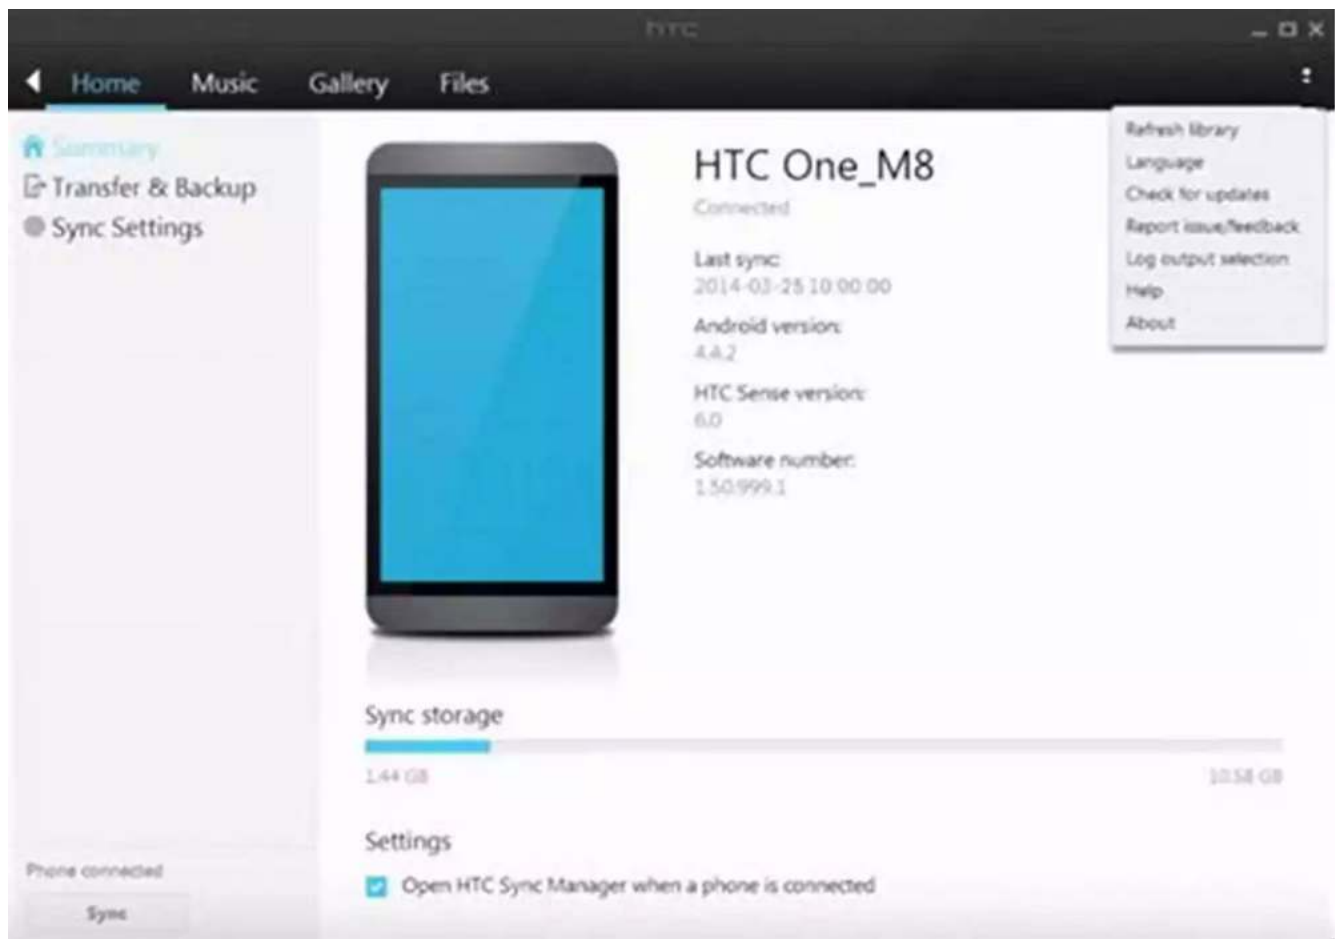 htc
Home Music Gallery Files
Summary
Transfer & Backup
Sync Settings
HTC One_M8
Connected
Last sync:
2014-03-25 10:00:00
Android version:
4.4.2
HTC Sense version:
6.0
Software number:
1.50.999.1
Refresh library
Language
Check for updates
Report issue/feedback
Log output selection
Help
About
Sync storage
1.44 GB 10.58 GB
Settings
Open HTC Sync Manager when a phone is connected
Phone connected
Sync